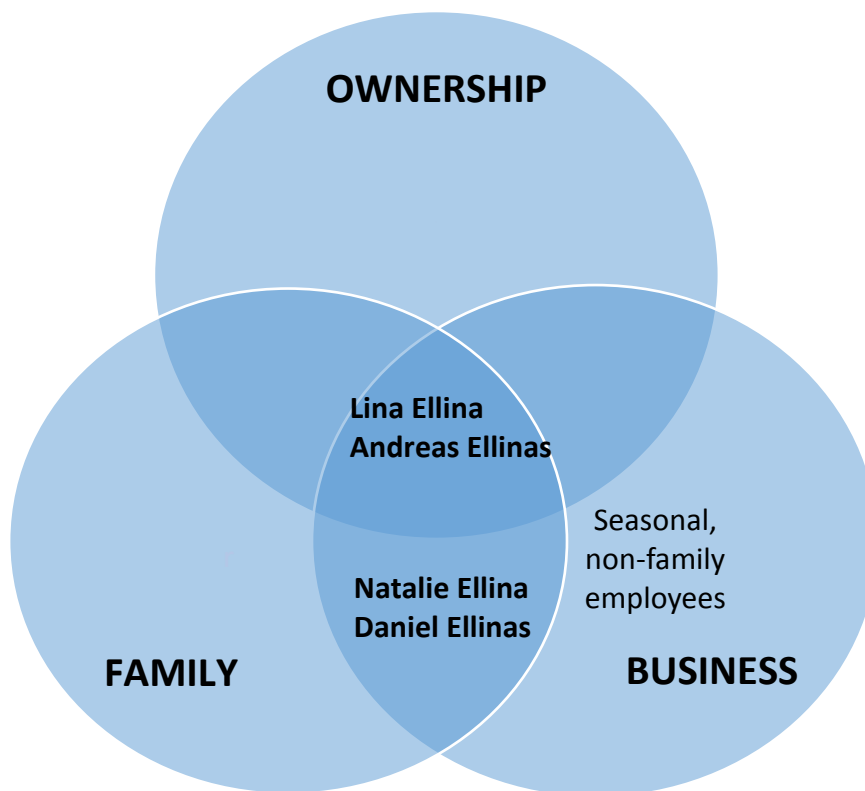 OWNERSHIP
Lina Ellina
Andreas Ellinas
Seasonal,
non-family
employees
Natalie Ellina
Daniel Ellinas
FAMILY
BUSINESS